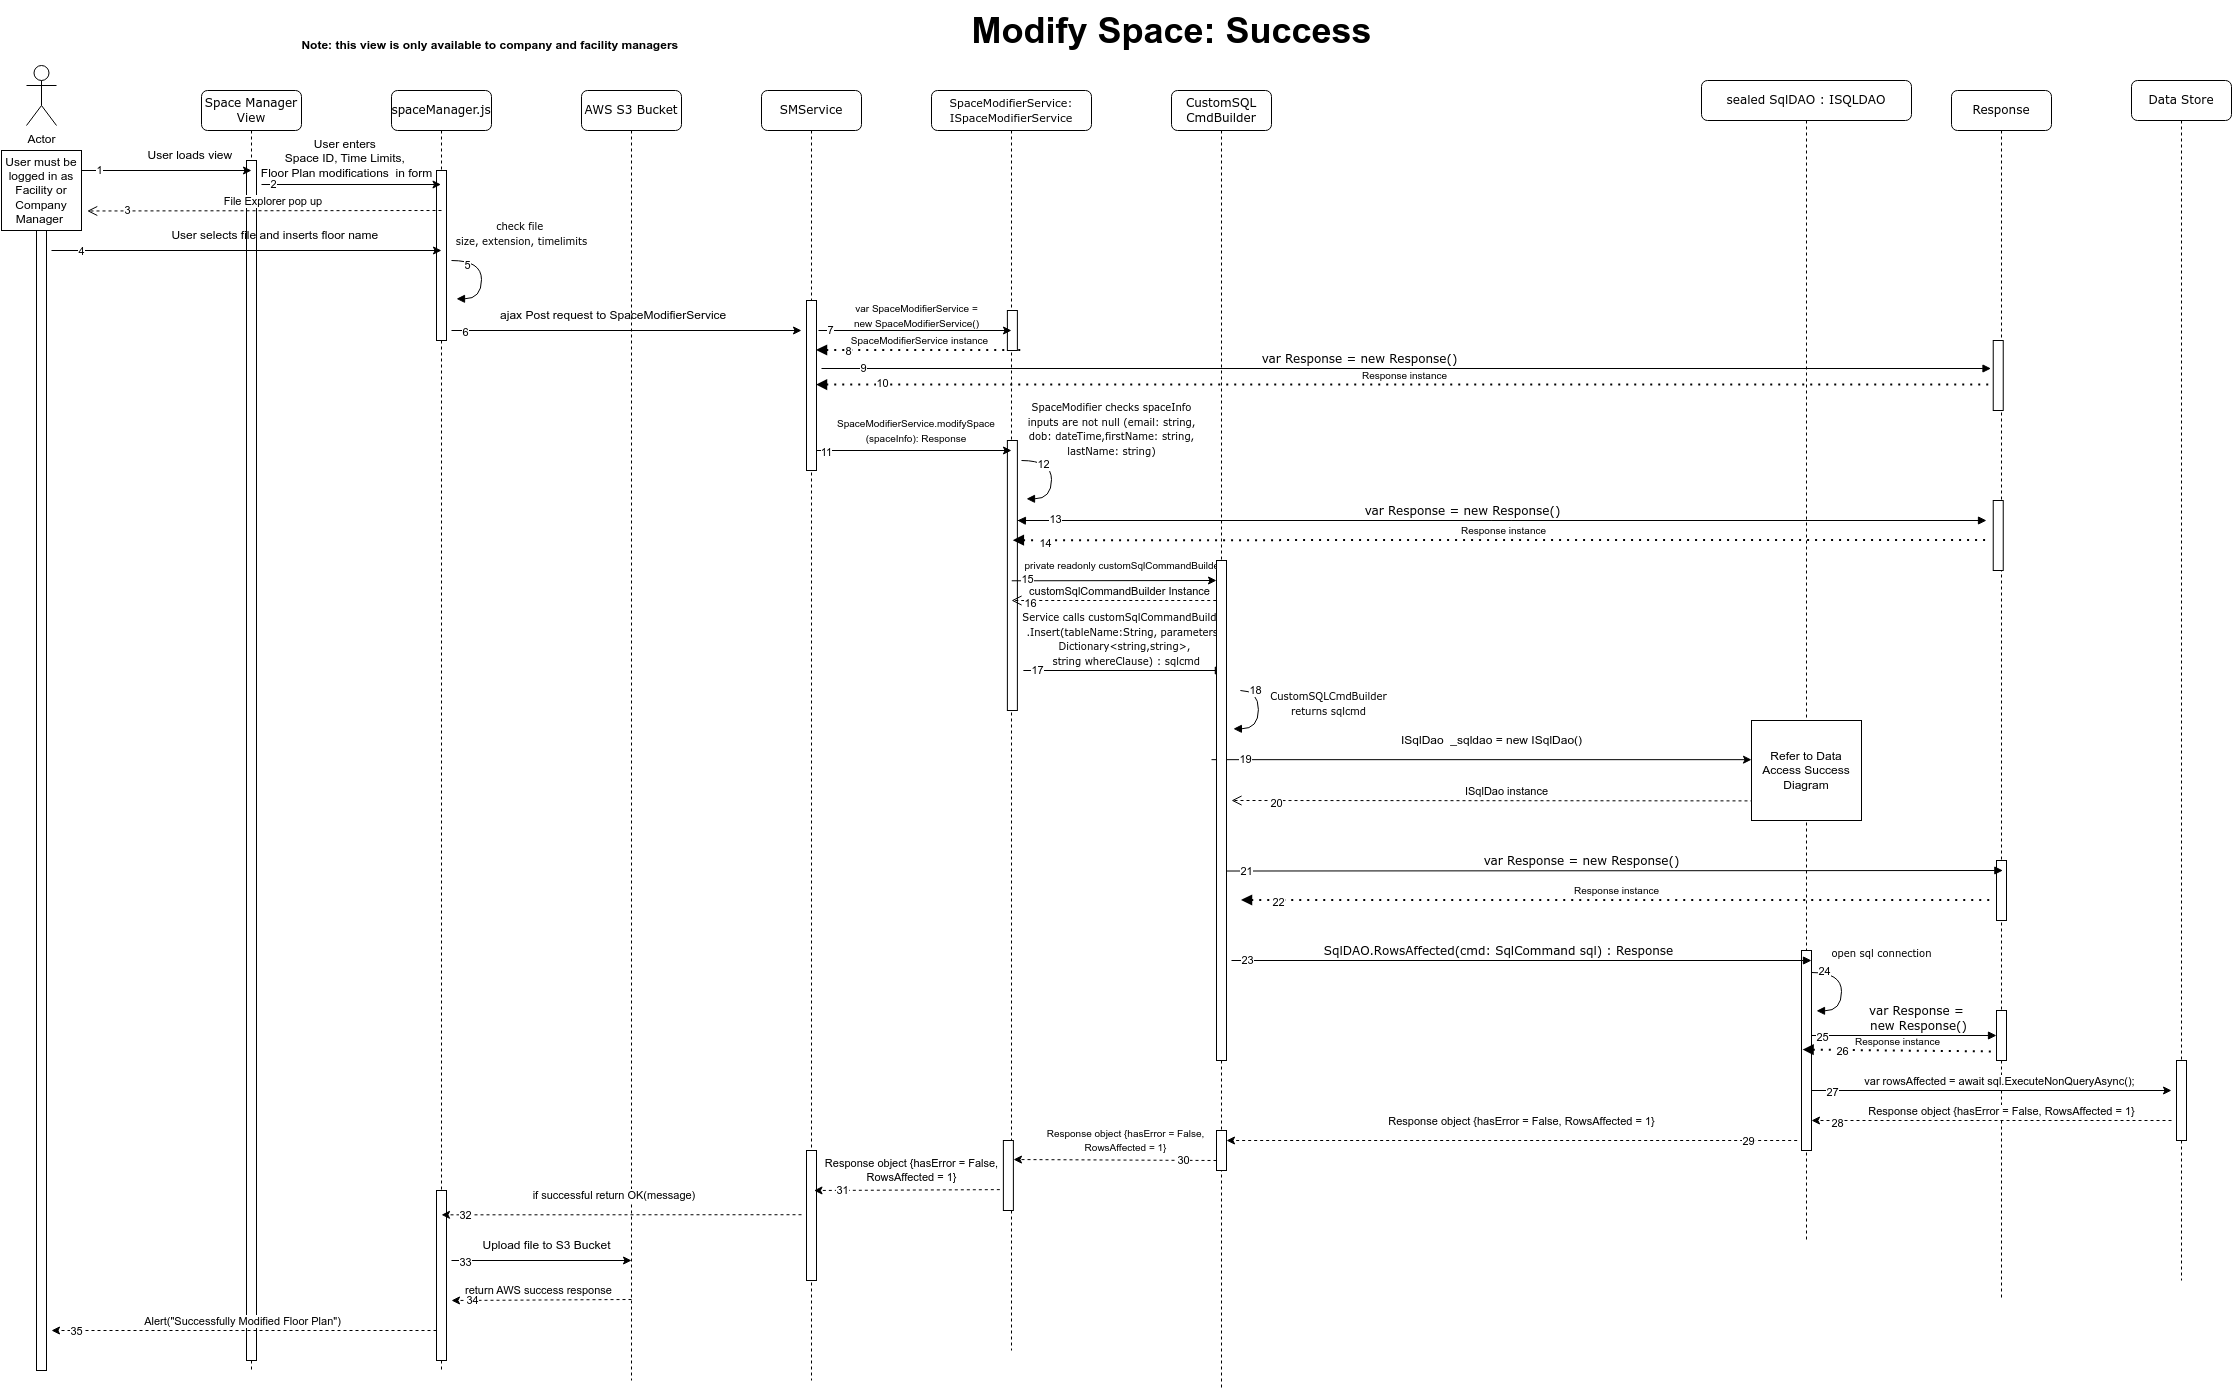 Modify Space: Success
Note: this view is only available to company and facility managers
Actor
Space Manager
View
spaceManager.js
AWS S3 Bucket
SMService
SpaceModifierService:
ISpaceModifierService
CustomSQL
CmdBuilder
sealed SqlDAO : ISQLDAO
Response
Data Store
User must be
logged in as
Facility or
Company
Manager
User loads view
1
User enters
Space ID, Time Limits,
Floor Plan modifications in form
2
File Explorer pop up
3
User selects file and inserts floor name
4
check file
size, extension, timelimits
5
ajax Post request to SpaceModifierService
6
var SpaceModifierService =
new SpaceModifierService()
7
SpaceModifierService instance
8
var Response = new Response()
9
Response instance
10
SpaceModifierService.modifySpace
(spaceInfo): Response
11
SpaceModifier checks spaceInfo
inputs are not null (email: string,
dob: dateTime,firstName: string,
lastName: string)
12
var Response = new Response()
13
Response instance
14
private readonly customSqlCommandBuilde
15
customSqlCommandBuilder Instance
16
Service calls customSqlCommandBuild
.Insert(tableName:String, parameters
Dictionary<string,string>,
string whereClause) : sqlcmd
17
18
CustomSQLCmdBuilder
returns sqlcmd
ISqlDao _sqldao = new ISqlDao()
19
Refer to Data
Access Success
Diagram
ISqlDao instance
20
var Response = new Response()
21
Response instance
22
SqlDAO.RowsAffected(cmd: SqlCommand sql) : Response
23
open sql connection
24
var Response =
new Response()
25
Response instance
26
var rowsAffected = await sql.ExecuteNonQueryAsync();
27
Response object {hasError = False, RowsAffected = 1}
28
Response object {hasError = False, RowsAffected = 1}
29
Response object {hasError = False,
RowsAffected = 1}
30
Response object {hasError = False,
RowsAffected = 1}
31
if successful return OK(message)
32
Upload file to S3 Bucket
33
return AWS success response
34
Alert("Successfully Modified Floor Plan")
35